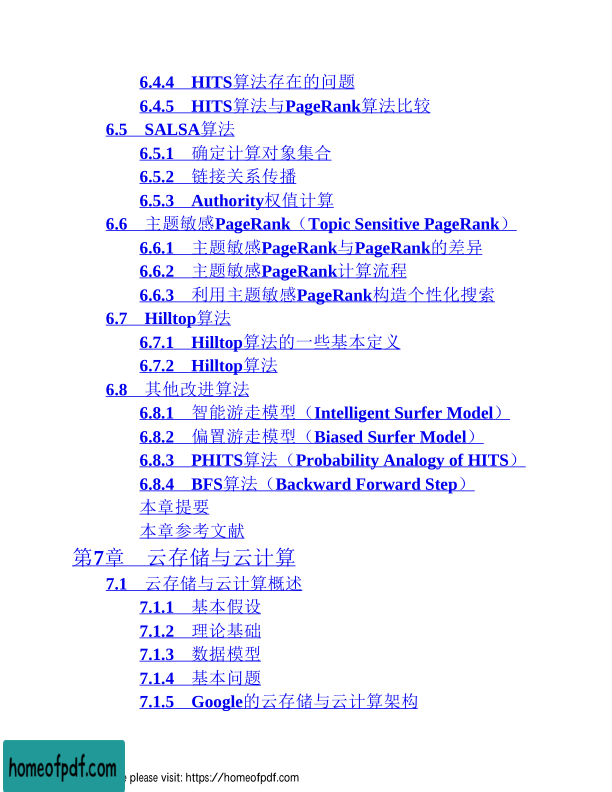 6.4.4 HITS算法存在的问题
6.4.5 HITS算法与PageRank算法比较
6.5 SALSA算法
6.5.1 确定计算对象集合
6.5.2 链接关系传播
6.5.3 Authority权值计算
6.6 主题敏感PageRank（Topic Sensitive PageRank）
6.6.1 主题敏感PageRank与PageRank的差异
6.6.2 主题敏感PageRank计算流程
6.6.3 利用主题敏感PageRank构造个性化搜索
6.7 Hilltop算法
6.7.1 Hilltop算法的一些基本定义
6.7.2 Hilltop算法
6.8 其他改进算法
6.8.1 智能游走模型（Intelligent Surfer Model）
6.8.2 偏置游走模型（Biased Surfer Model）
6.8.3 PHITS算法（Probability Analogy of HITS）
6.8.4 BFS算法（Backward Forward Step）
本章提要
本章参考文献
第7章 云存储与云计算
7.1 云存储与云计算概述
7.1.1 基本假设
7.1.2 理论基础
7.1.3 数据模型
7.1.4 基本问题
7.1.5 Google的云存储与云计算架构
homeofpdf.com
please visit: https://homeofpdf.com